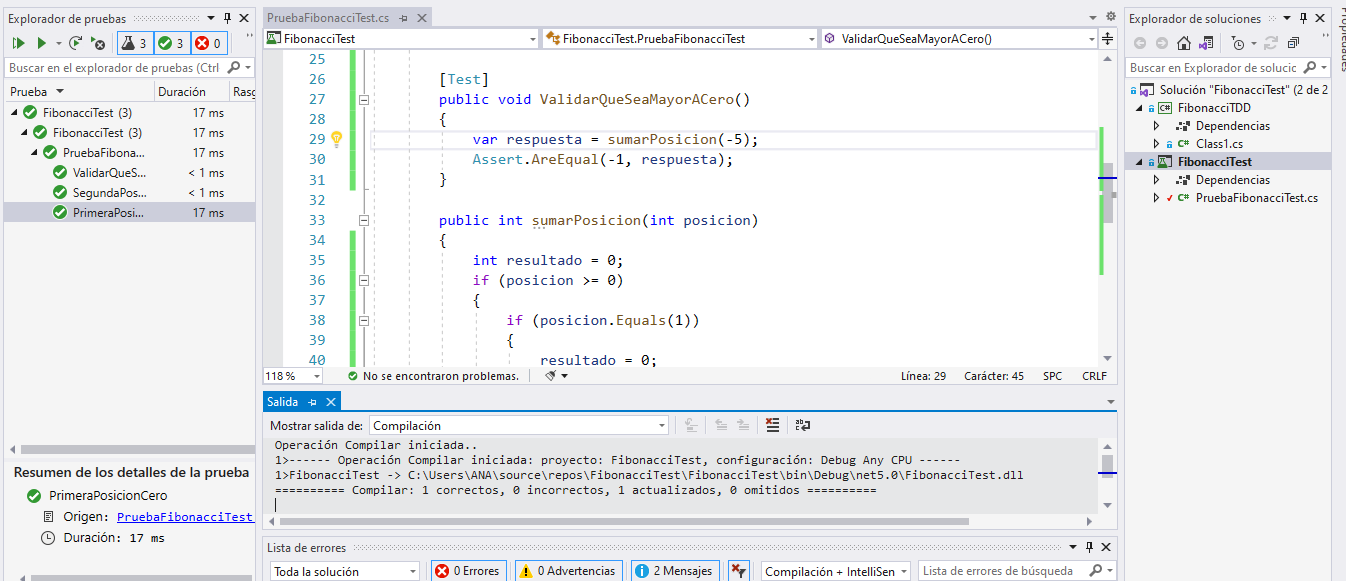 Explorador de pruebas
3 3 0
Buscar en el explorador de pruebas (Ctrl
Prueba Duración Rasg
FibonacciTest (3) 17 ms
FibonacciTest (3) 17 ms
PruebaFibona... 17 ms
ValidarQueS... < 1 ms
SegundaPos... < 1 ms
PrimeraPosi... 17 ms
Resumen de los detalles de la prueba
PrimeraPosicionCero
Origen: PruebaFibonacciTest.
Duración: 17 ms
PruebaFibonacciTest.cs
FibonacciTest FibonacciTest.PruebaFibonacciTest ValidarQueSeaMayorACero()
25
26 [Test]
27 public void ValidarQueSeaMayorACero()
28 {
29 var respuesta = sumarPosicion(-5);
30 Assert.AreEqual(-1, respuesta);
31 }
32
33 public int sumarPosicion(int posicion)
34 {
35 int resultado = 0;
36 if (posicion >= 0)
37 {
38 if (posicion.Equals(1))
39 {
40 resultado = 0;
118 % No se encontraron problemas. Línea: 29 Carácter: 45 SPC CRLF
Salida
Mostrar salida de: Compilación
Operación Compilar iniciada..
1>------ Operación Compilar iniciada: proyecto: FibonacciTest, configuración: Debug Any CPU ------
1>FibonacciTest -> C:\Users\ANA\source\repos\FibonacciTest\FibonacciTest\bin\Debug\net5.0\FibonacciTest.dll
========== Compilar: 1 correctos, 0 incorrectos, 1 actualizados, 0 omitidos ==========
Lista de errores
Toda la solución 0 Errores 0 Advertencias 2 Mensajes Compilación + IntelliSen Lista de errores de búsqueda
Explorador de soluciones
Buscar en Explorador de solucic
Solución "FibonacciTest" (2 de 2
FibonacciTDD
Dependencias
C# Class1.cs
FibonacciTest
Dependencias
C# PruebaFibonacciTest.cs
Propiedades